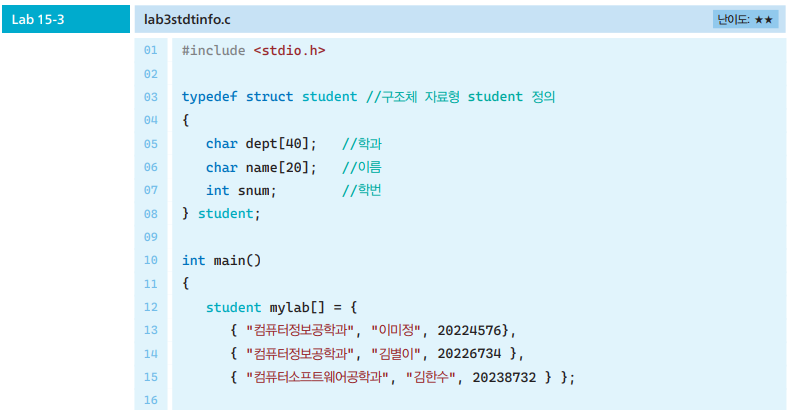 Lab 15-3 lab3stdtinfo.c 난이도: ★★
01 #include <stdio.h>
02
03 typedef struct student //구조체 자료형 student 정의
04 {
05 char dept[40]; //학과
06 char name[20]; //이름
07 int snum; //학번
08 } student;
09
10 int main()
11 {
12 student mylab[] = {
13 { "컴퓨터정보공학과", "이미정", 20224576},
14 { "컴퓨터정보공학과", "김별이", 20226734 },
15 { "컴퓨터소프트웨어공학과", "김한수", 20238732 } };
16